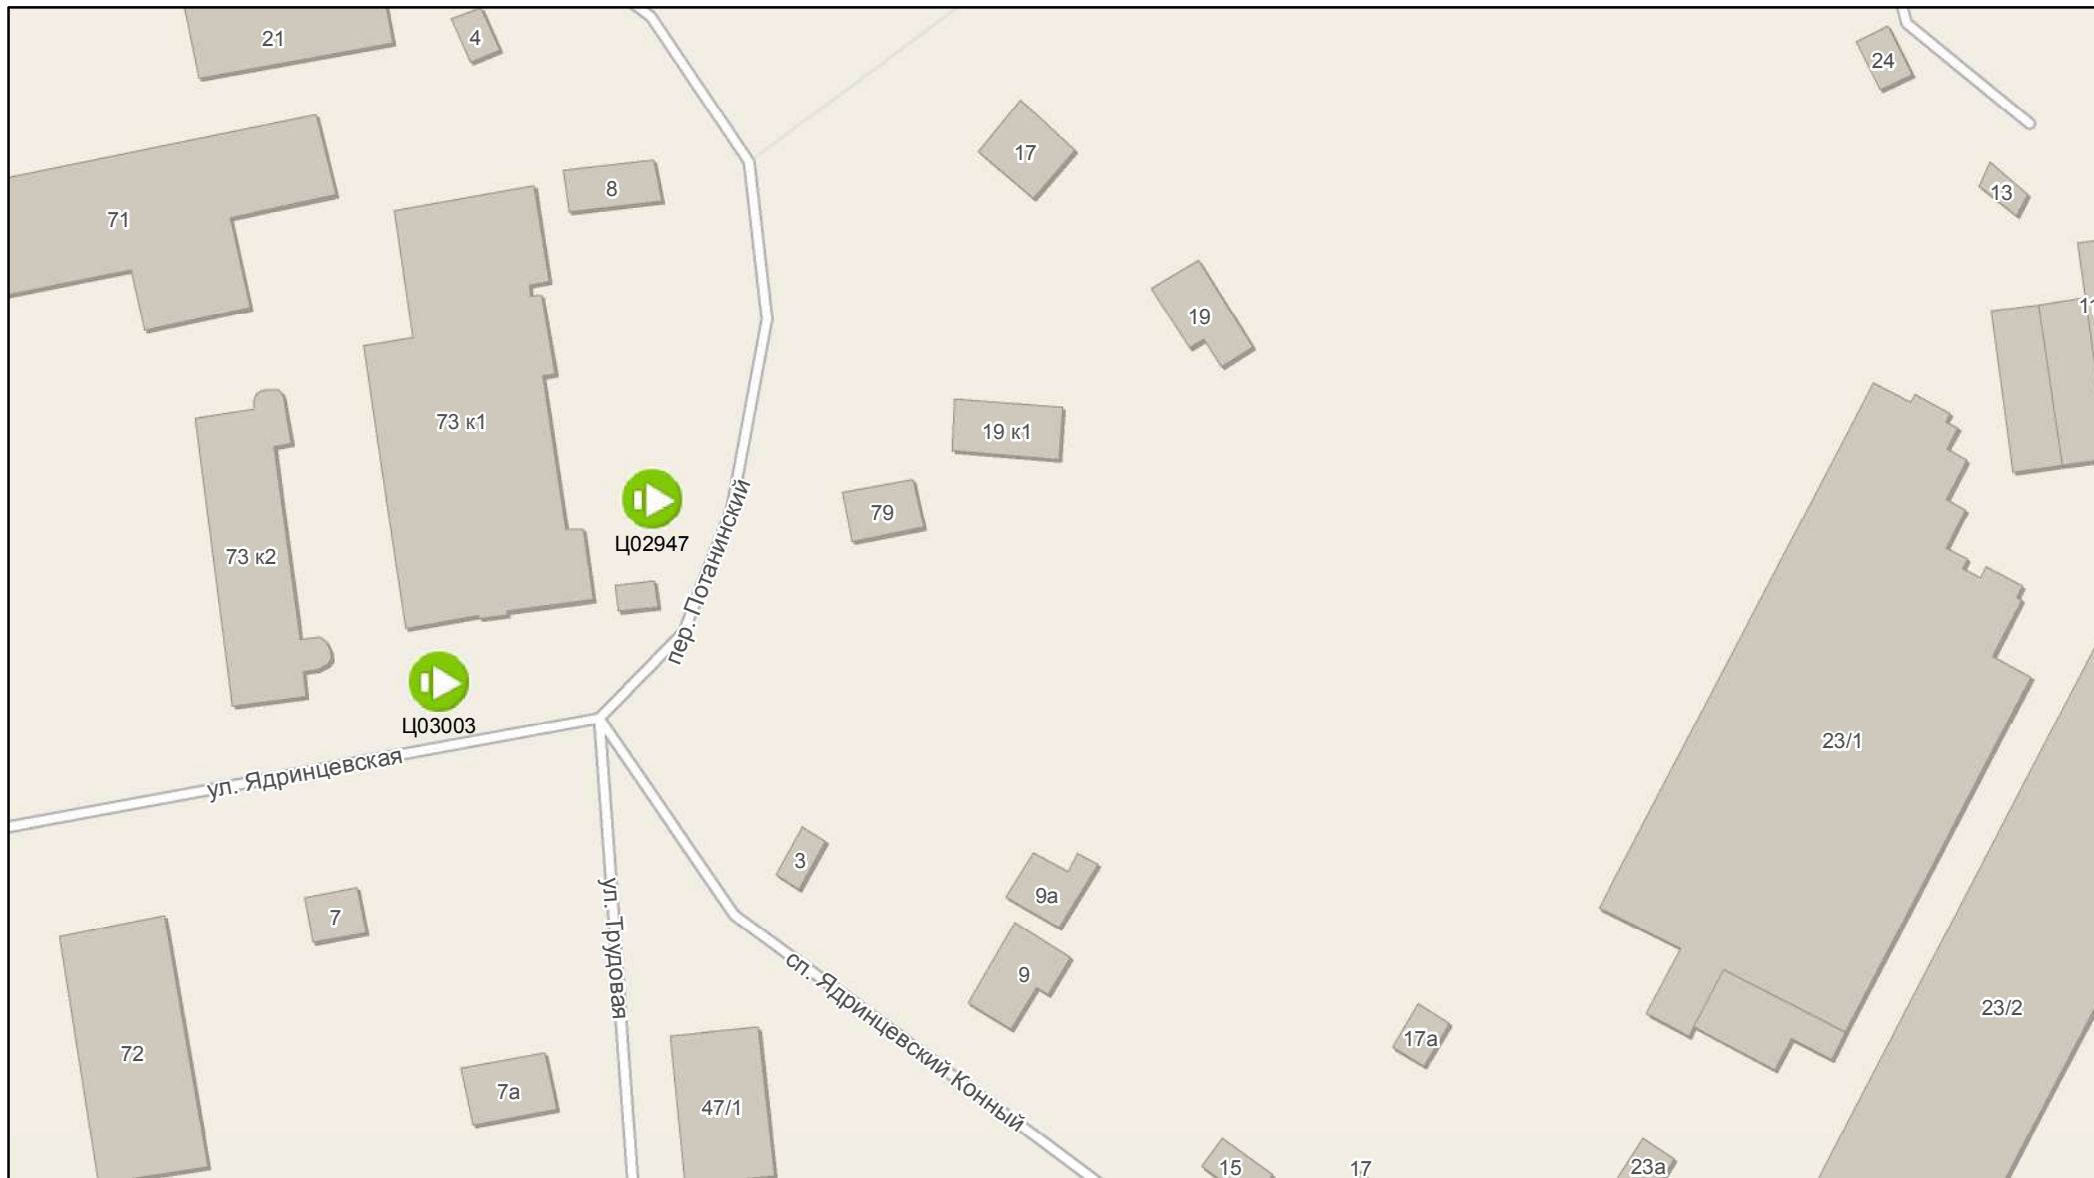 21
4
24
17
8
13
71
11
19
73 к1
19 к1
79
Ц02947
73 к2
пер. Потанинский
Ц03003
23/1
ул. Ядринцевская
3
9а
7
ул. Трудовая
9
сп. Ядринцевский Конный
23/2
17а
72
7а
47/1
15
17
23а